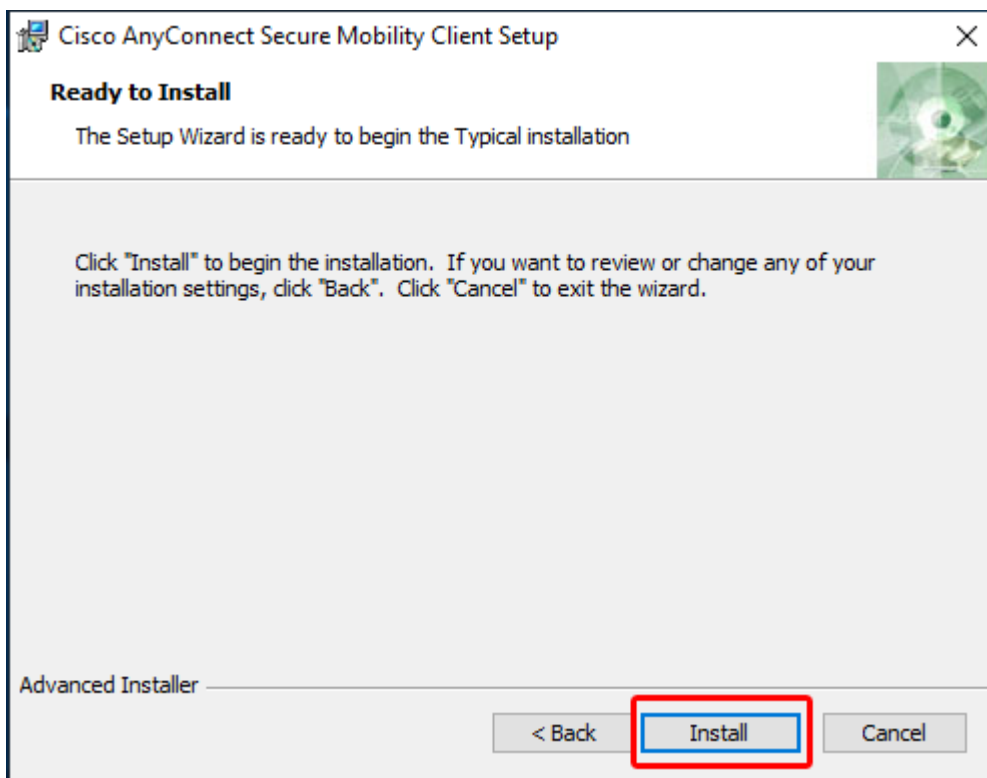 Cisco AnyConnect Secure Mobility Client Setup
Ready to Install
The Setup Wizard is ready to begin the Typical installation
Click "Install" to begin the installation.  If you want to review or change any of your
installation settings, click "Back".  Click "Cancel" to exit the wizard.
Advanced Installer
< Back
Install
Cancel